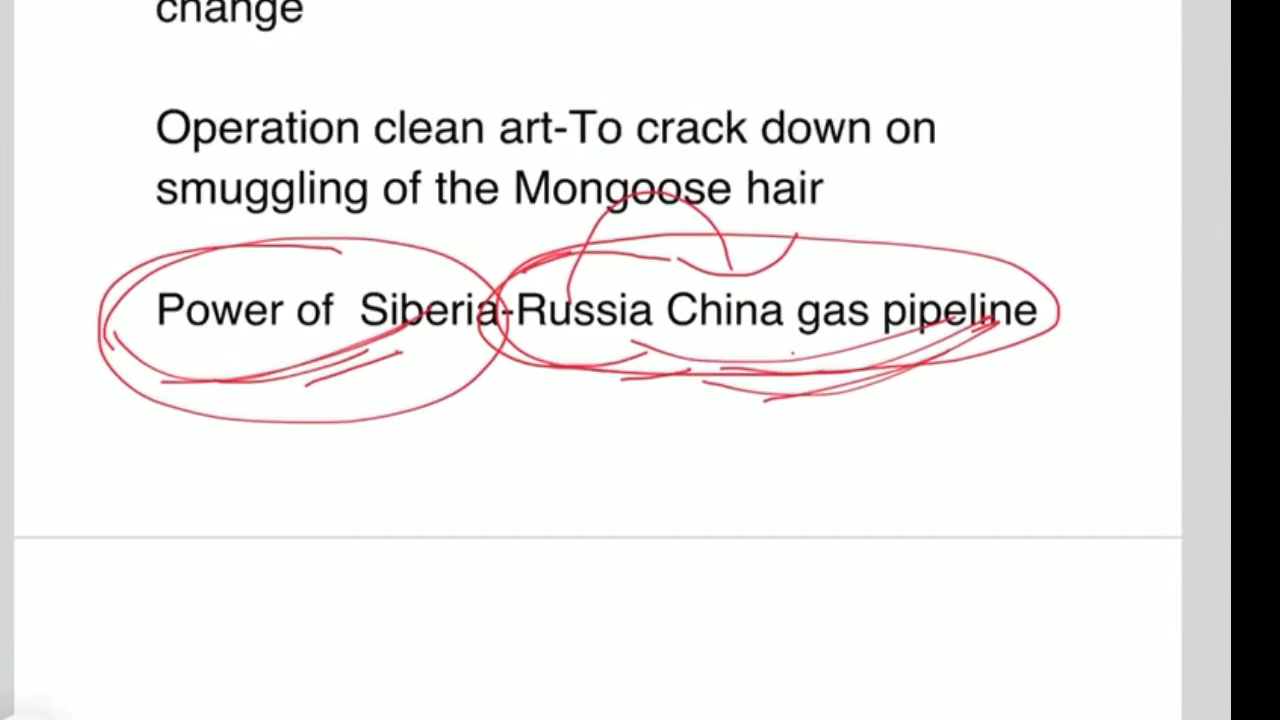 change
Operation clean art-To crack down on
smuggling of the Mongoose hair
Power of  Siberia-Russia China gas pipeline